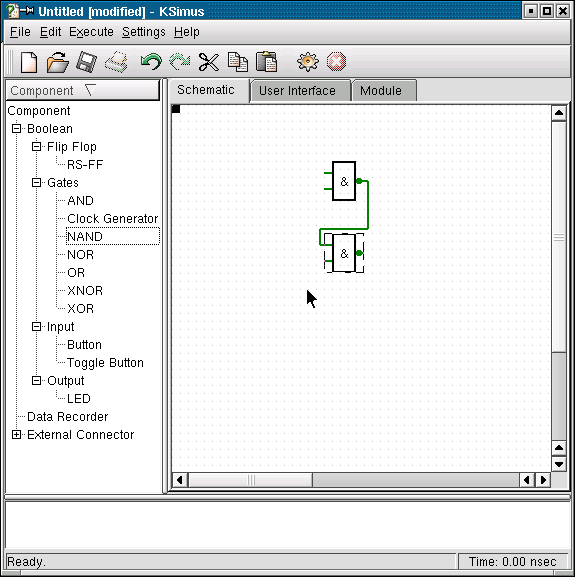 Untitled [modified] - KSimus
File Edit Execute Settings Help
Component
Schematic User Interface Module
Component
Boolean
Flip Flop
RS-FF
Gates
AND
Clock Generator
NAND
NOR
OR
XNOR
XOR
Input
Button
Toggle Button
Output
LED
Data Recorder
External Connector
&
&
Ready. Time: 0.00 nsec